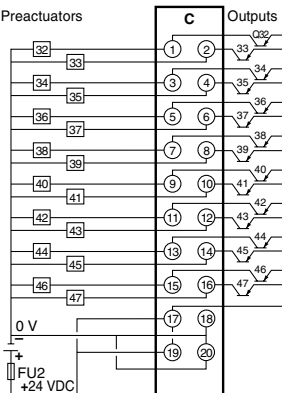 Preactuators C Outputs
Q32
32 1 2 33
33
34
34 3 4 35
35
36
36 5 6 37
37
38
38 7 8 39
39
40
40 9 10 41
41
42
42 11 12 43
43
44
44 13 14 45
45
46
46 15 16 47
47
17 18
0 V
–
19 20
+
FU2
+24 VDC